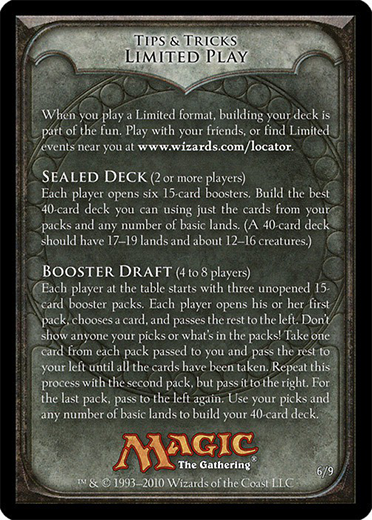 Tips & Tricks
Limited Play
When you play a Limited format, building your deck is
part of the fun. Play with your friends, or find Limited
events near you at www.wizards.com/locator.
Sealed Deck (2 or more players)
Each player opens six 15-card boosters. Build the best
40-card deck you can using just the cards from your
packs and any number of basic lands. (A 40-card deck
should have 17–19 lands and about 12–16 creatures.)
Booster Draft (4 to 8 players)
Each player at the table starts with three unopened 15-
card booster packs. Each player opens his or her first
pack, chooses a card, and passes the rest to the left. Don't
show anyone your picks or what's in the packs! Take one
card from each pack passed to you and pass the rest to
your left until all the cards have been taken. Repeat this
process with the second pack, but pass it to the right. For
the last pack, pass to the left again. Use your picks and
any number of basic lands to build your 40-card deck.
Magic
The Gathering®
™ & © 1993–2010 Wizards of the Coast LLC
6/9